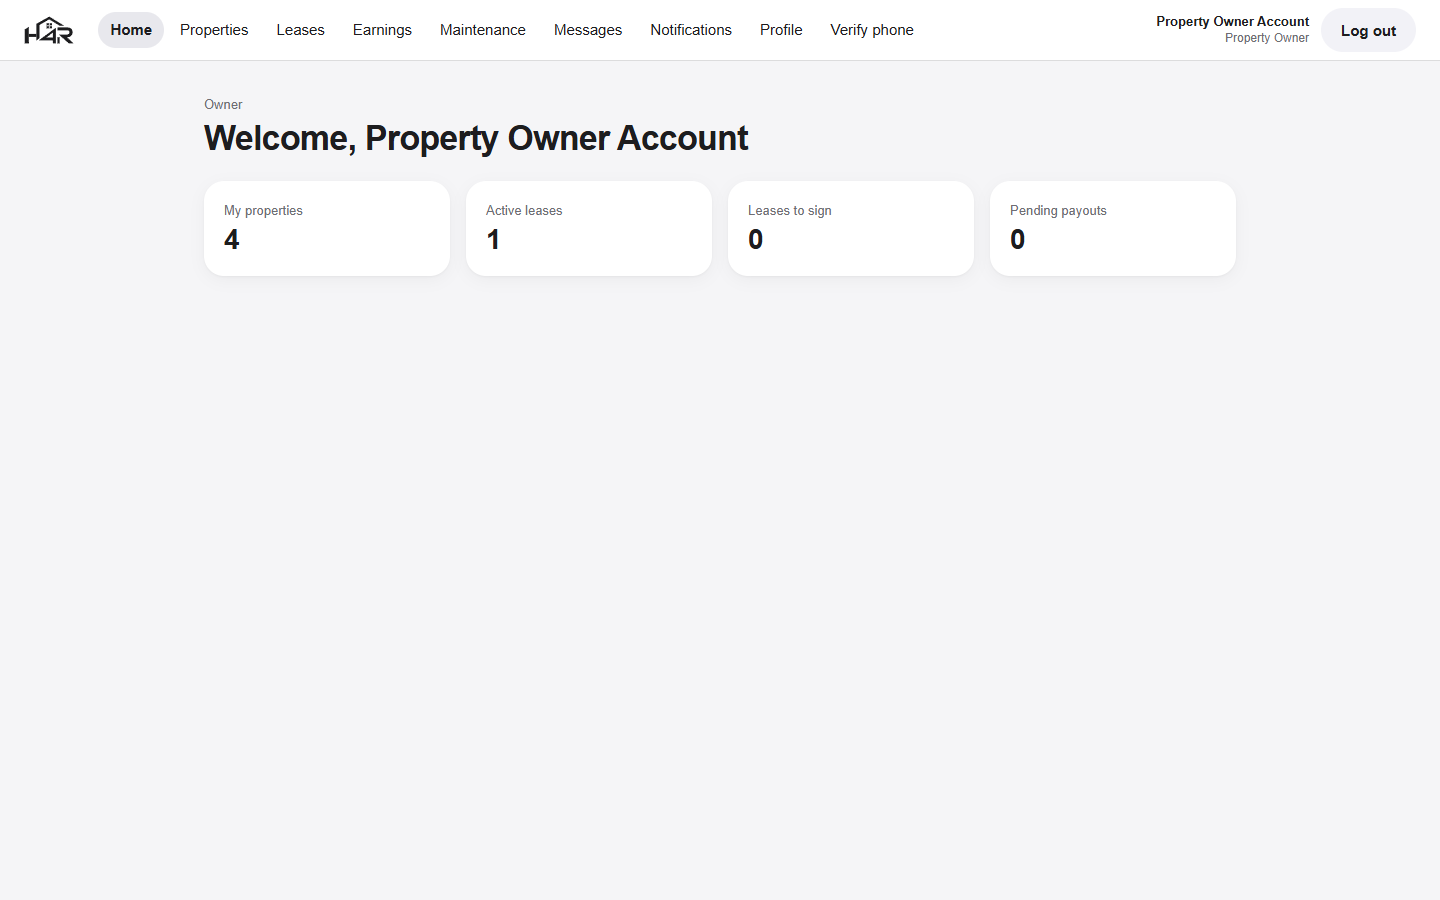 H4R
Home
Properties
Leases
Earnings
Maintenance
Messages
Notifications
Profile
Verify phone
Property Owner Account
Property Owner
Log out
Owner
Welcome, Property Owner Account
My properties
4
Active leases
1
Leases to sign
0
Pending payouts
0